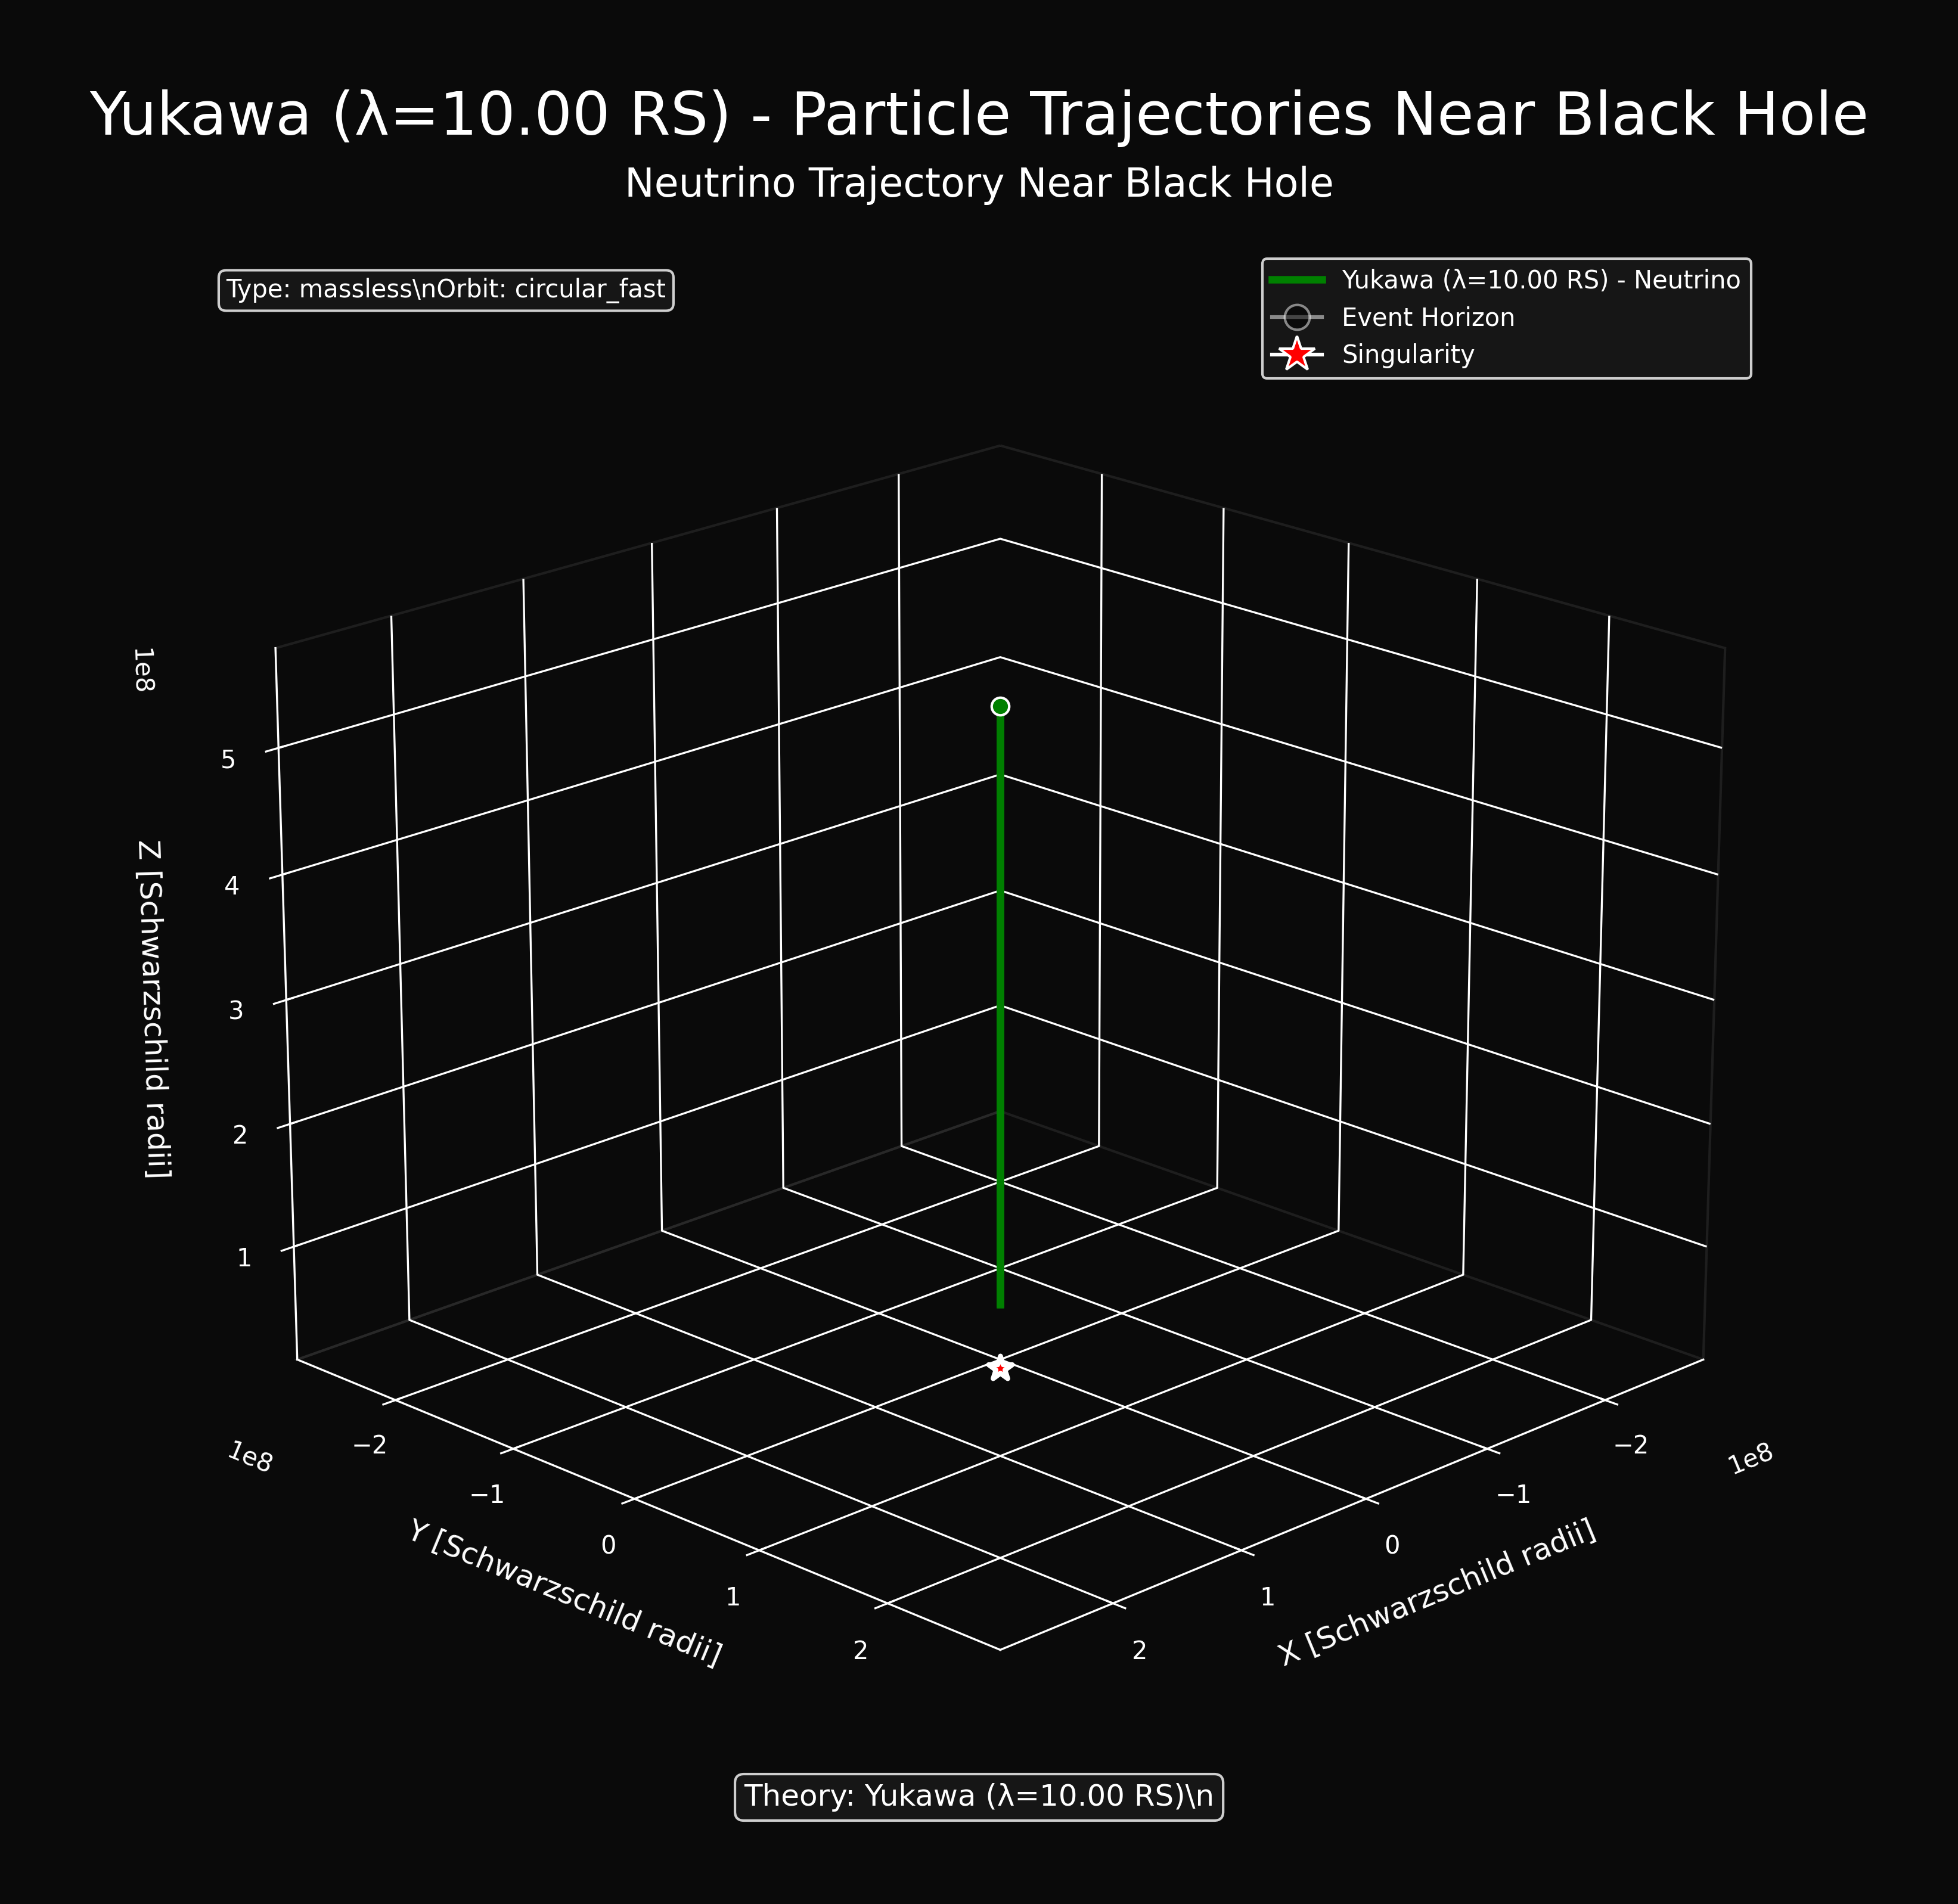 Yukawa (λ=10.00 RS) - Particle Trajectories Near Black Hole
Neutrino Trajectory Near Black Hole
Type: massless\nOrbit: circular_fast
Yukawa (λ=10.00 RS) - Neutrino
Event Horizon
Singularity
1e8
5
4
3
2
1
Z [Schwarzschild radii]
1e8
−2
−1
0
1
2
Y [Schwarzschild radii]
1e8
−2
−1
0
1
2
X [Schwarzschild radii]
Theory: Yukawa (λ=10.00 RS)\n